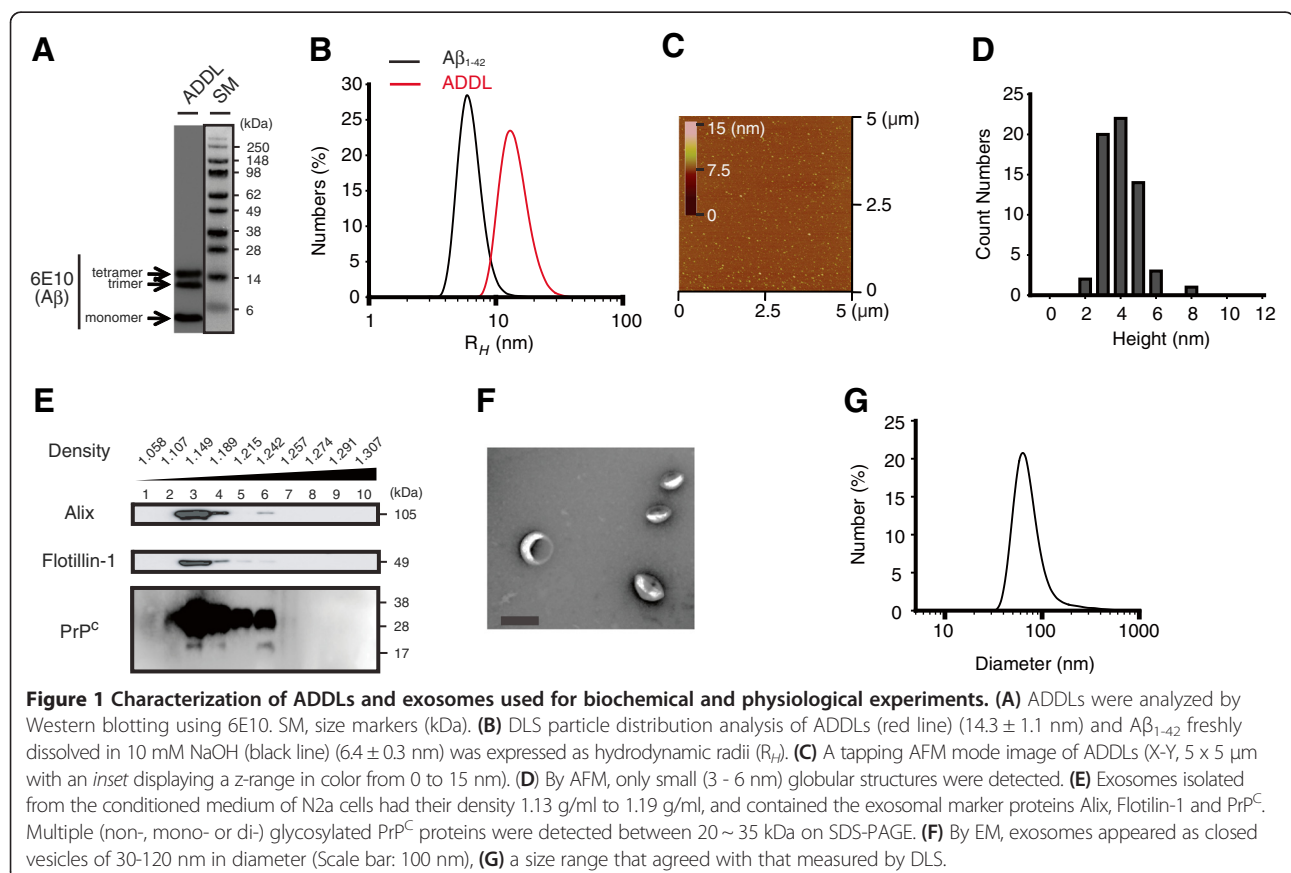 A
ADDL
SM
(kDa)
250
148
98
62
49
38
28
14
6
6E10
(Aβ)
tetramer
trimer
monomer
B
Aβ1-42
ADDL
30
25
20
15
10
5
0
Numbers (%)
1
10
100
RH (nm)
C
15 (nm)
7.5
0
5 (μm)
2.5
0
0
2.5
5 (μm)
D
25
20
15
10
5
0
Count Numbers
0
2
4
6
8
10
12
Height (nm)
E
Density
1.058
1.107
1.149
1.189
1.215
1.242
1.257
1.274
1.291
1.307
1 2 3 4 5 6 7 8 9 10
(kDa)
Alix
105
Flotillin-1
49
PrPC
38
28
17
F
G
25
20
15
10
5
0
Number (%)
10
100
1000
Diameter (nm)
Figure 1 Characterization of ADDLs and exosomes used for biochemical and physiological experiments. (A) ADDLs were analyzed by
Western blotting using 6E10. SM, size markers (kDa). (B) DLS particle distribution analysis of ADDLs (red line) (14.3 ± 1.1 nm) and Aβ1-42 freshly
dissolved in 10 mM NaOH (black line) (6.4 ± 0.3 nm) was expressed as hydrodynamic radii (RH). (C) A tapping AFM mode image of ADDLs (X-Y, 5 x 5 μm
with an inset displaying a z-range in color from 0 to 15 nm). (D) By AFM, only small (3 - 6 nm) globular structures were detected. (E) Exosomes isolated
from the conditioned medium of N2a cells had their density 1.13 g/ml to 1.19 g/ml, and contained the exosomal marker proteins Alix, Flotilin-1 and PrPC.
Multiple (non-, mono- or di-) glycosylated PrPC proteins were detected between 20 ~ 35 kDa on SDS-PAGE. (F) By EM, exosomes appeared as closed
vesicles of 30-120 nm in diameter (Scale bar: 100 nm), (G) a size range that agreed with that measured by DLS.